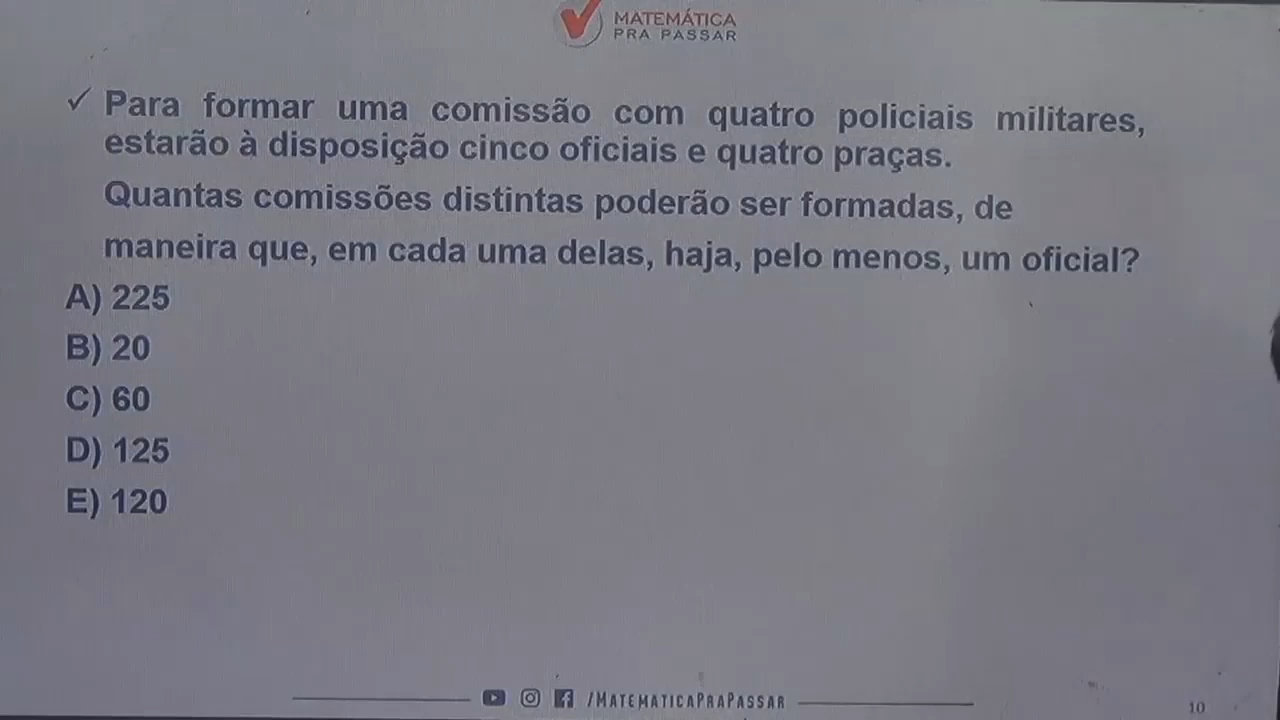 MATEMÁTICA
PRA PASSAR
✓ Para formar uma comissão com quatro policiais militares,
estarão à disposição cinco oficiais e quatro praças.
Quantas comissões distintas poderão ser formadas, de
maneira que, em cada uma delas, haja, pelo menos, um oficial?
A) 225
B) 20
C) 60
D) 125
E) 120
/MATEMATICAPRAPASSAR
10